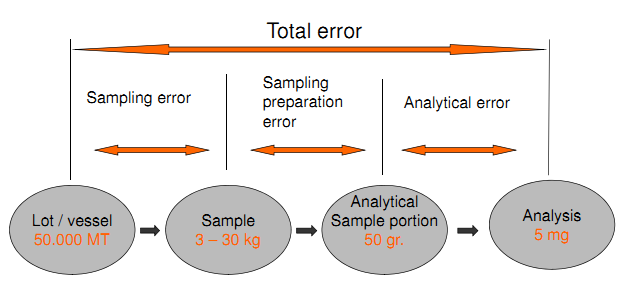 Total error
Sampling error
Sampling
preparation
error
Analytical error
Lot / vessel
50.000 MT
Sample
3 – 30 kg
Analytical
Sample portion
50 gr.
Analysis
5 mg